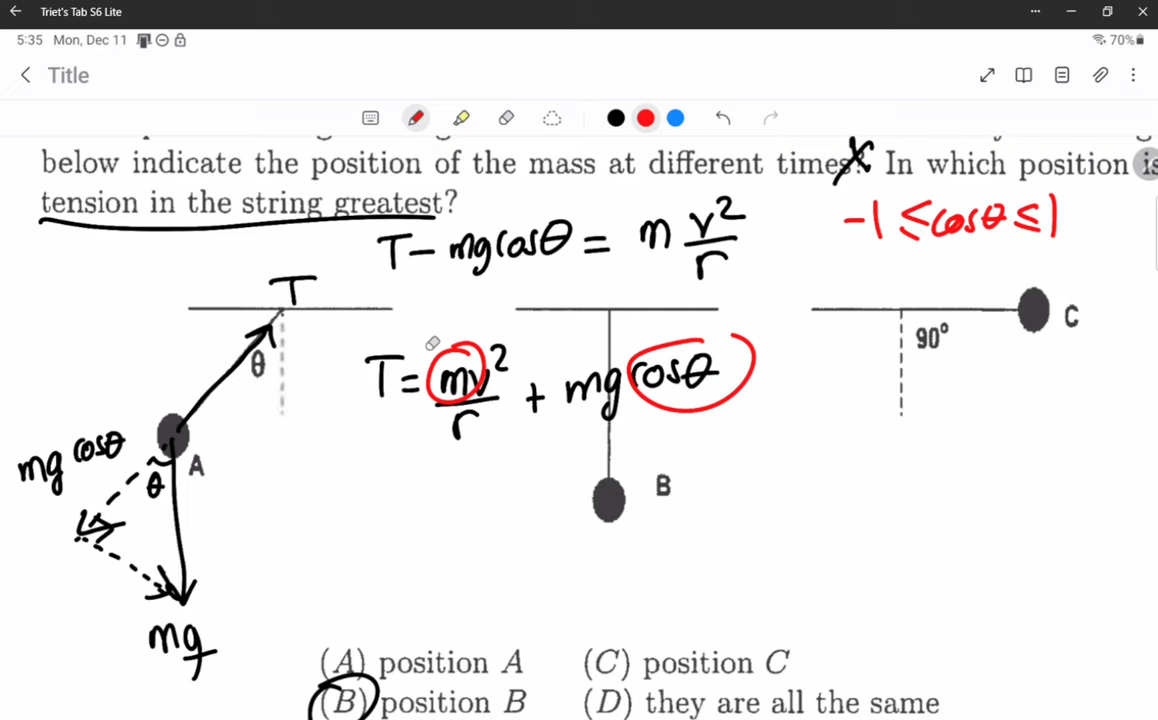 Triet's Tab S6 Lite
5:35 Mon, Dec 11
70%
Title
below indicate the position of the mass at different times. In which position is
tension in the string greatest?
-1 ≤ cosθ ≤ 1
T - mg cosθ = m v²/r
T
θ
T = mv²/r + mg cosθ
90°
C
mg cosθ
θ
A
B
mg
(A) position A (C) position C
(B) position B (D) they are all the same